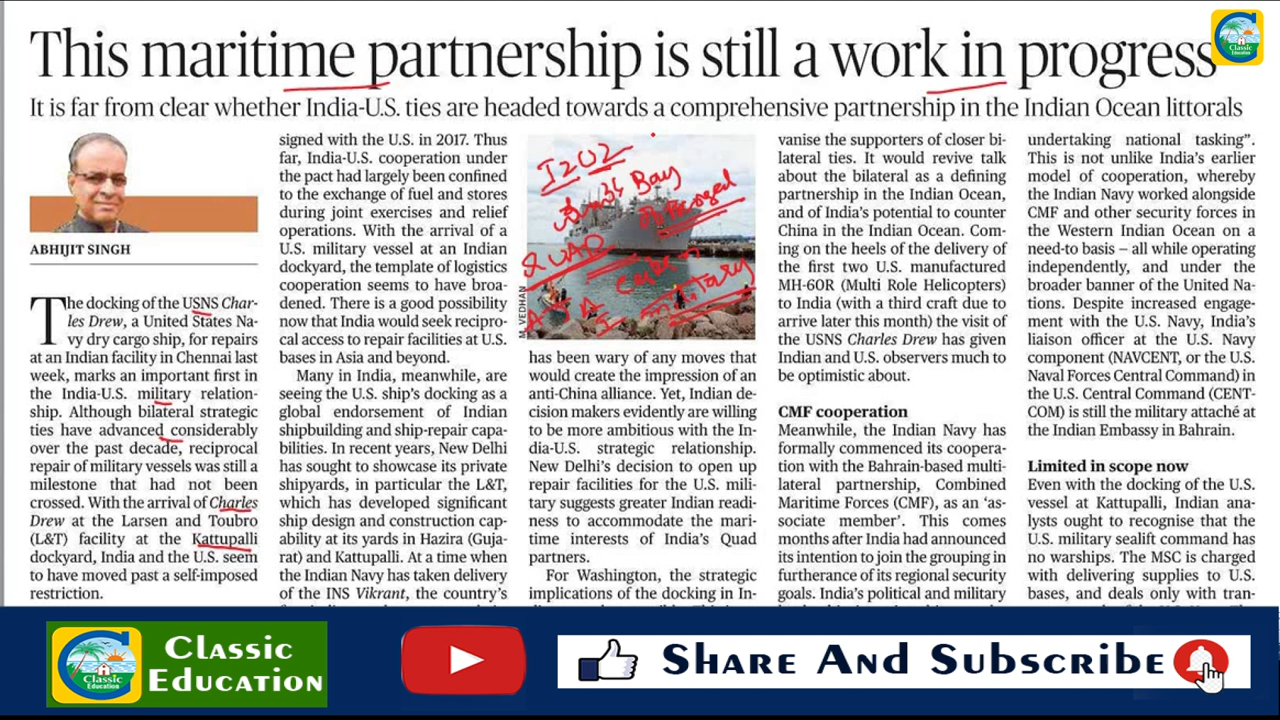 This maritime partnership is still a work in progress
It is far from clear whether India-U.S. ties are headed towards a comprehensive partnership in the Indian Ocean littorals
ABHIJIT SINGH
The docking of the USNS Char-
les Drew, a United States Na-
vy dry cargo ship, for repairs
at an Indian facility in Chennai last
week, marks an important first in
the India-U.S. military relation-
ship. Although bilateral strategic
ties have advanced considerably
over the past decade, reciprocal
repair of military vessels was still a
milestone that had not been
crossed. With the arrival of Charles
Drew at the Larsen and Toubro
(L&T) facility at the Kattupalli
dockyard, India and the U.S. seem
to have moved past a self-imposed
restriction.
signed with the U.S. in 2017. Thus
far, India-U.S. cooperation under
the pact had largely been confined
to the exchange of fuel and stores
during joint exercises and relief
operations. With the arrival of a
U.S. military vessel at an Indian
dockyard, the template of logistics
cooperation seems to have broa-
dened. There is a good possibility
now that India would seek recipro-
cal access to repair facilities at U.S.
bases in Asia and beyond.
Many in India, meanwhile, are
seeing the U.S. ship's docking as a
global endorsement of Indian
shipbuilding and ship-repair capa-
bilities. In recent years, New Delhi
has sought to showcase its private
shipyards, in particular the L&T,
which has developed significant
ship design and construction cap-
ability at its yards in Hazira (Guja-
rat) and Kattupalli. At a time when
the Indian Navy has taken delivery
of the INS Vikrant, the country's
I2U2
Bay
QUAD
M. VEDHAN
has been wary of any moves that
would create the impression of an
anti-China alliance. Yet, Indian de-
cision makers evidently are willing
to be more ambitious with the In-
dia-U.S. strategic relationship.
New Delhi's decision to open up
repair facilities for the U.S. mili-
tary suggests greater Indian readi-
ness to accommodate the mari-
time interests of India's Quad
partners.
For Washington, the strategic
implications of the docking in In-
vanise the supporters of closer bi-
lateral ties. It would revive talk
about the bilateral as a defining
partnership in the Indian Ocean,
and of India's potential to counter
China in the Indian Ocean. Com-
ing on the heels of the delivery of
the first two U.S. manufactured
MH-60R (Multi Role Helicopters)
to India (with a third craft due to
arrive later this month) the visit of
the USNS Charles Drew has given
Indian and U.S. observers much to
be optimistic about.
CMF cooperation
Meanwhile, the Indian Navy has
formally commenced its coopera-
tion with the Bahrain-based multi-
lateral partnership, Combined
Maritime Forces (CMF), as an 'as-
sociate member'. This comes
months after India had announced
its intention to join the grouping in
furtherance of its regional security
goals. India's political and military
undertaking national tasking".
This is not unlike India's earlier
model of cooperation, whereby
the Indian Navy worked alongside
CMF and other security forces in
the Western Indian Ocean on a
need-to basis – all while operating
independently, and under the
broader banner of the United Na-
tions. Despite increased engage-
ment with the U.S. Navy, India's
liaison officer at the U.S. Navy
component (NAVCENT, or the U.S.
Naval Forces Central Command) in
the U.S. Central Command (CENT-
COM) is still the military attaché at
the Indian Embassy in Bahrain.
Limited in scope now
Even with the docking of the U.S.
vessel at Kattupalli, Indian ana-
lysts ought to recognise that the
U.S. military sealift command has
no warships. The MSC is charged
with delivering supplies to U.S.
bases, and deals only with tran-
Classic
Education
Classic
Education
Classic
Education
Share And Subscribe